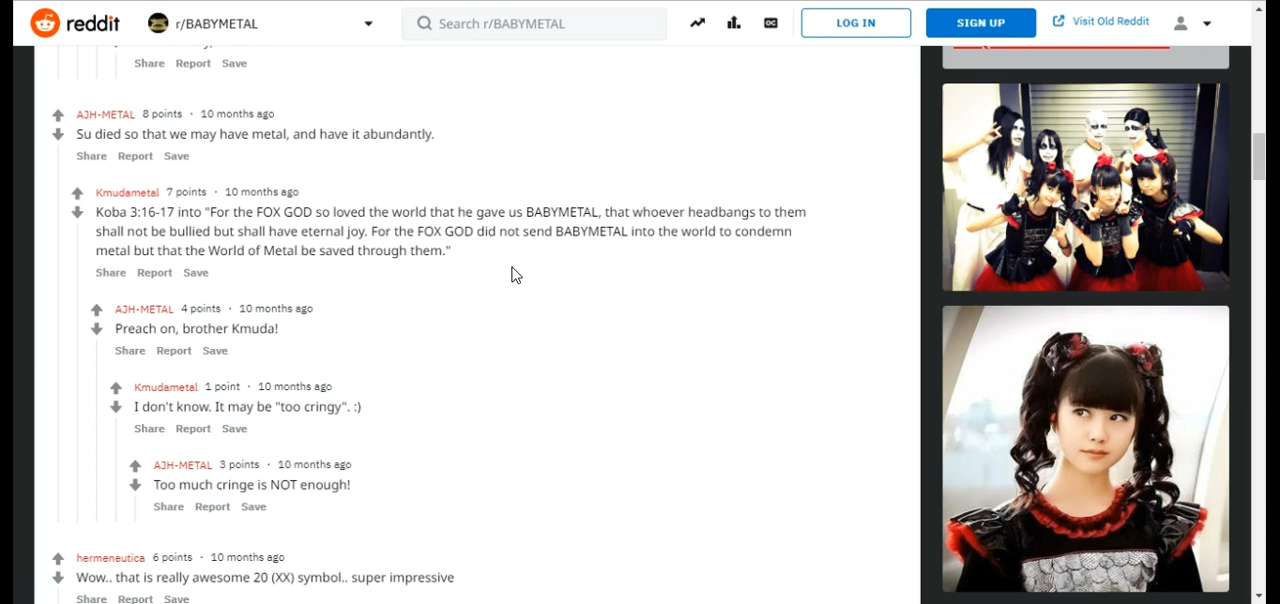 reddit r/BABYMETAL Search r/BABYMETAL LOG IN SIGN UP Visit Old Reddit
Share Report Save
AJH-METAL 8 points · 10 months ago
Su died so that we may have metal, and have it abundantly.
Share Report Save
Kmudametal 7 points · 10 months ago
Koba 3:16-17 into "For the FOX GOD so loved the world that he gave us BABYMETAL, that whoever headbangs to them
shall not be bullied but shall have eternal joy. For the FOX GOD did not send BABYMETAL into the world to condemn
metal but that the World of Metal be saved through them."
Share Report Save
AJH-METAL 4 points · 10 months ago
Preach on, brother Kmuda!
Share Report Save
Kmudametal 1 point · 10 months ago
I don't know. It may be "too cringy". :)
Share Report Save
AJH-METAL 3 points · 10 months ago
Too much cringe is NOT enough!
Share Report Save
hermeneutica 6 points · 10 months ago
Wow.. that is really awesome 20 (XX) symbol.. super impressive
Share Report Save